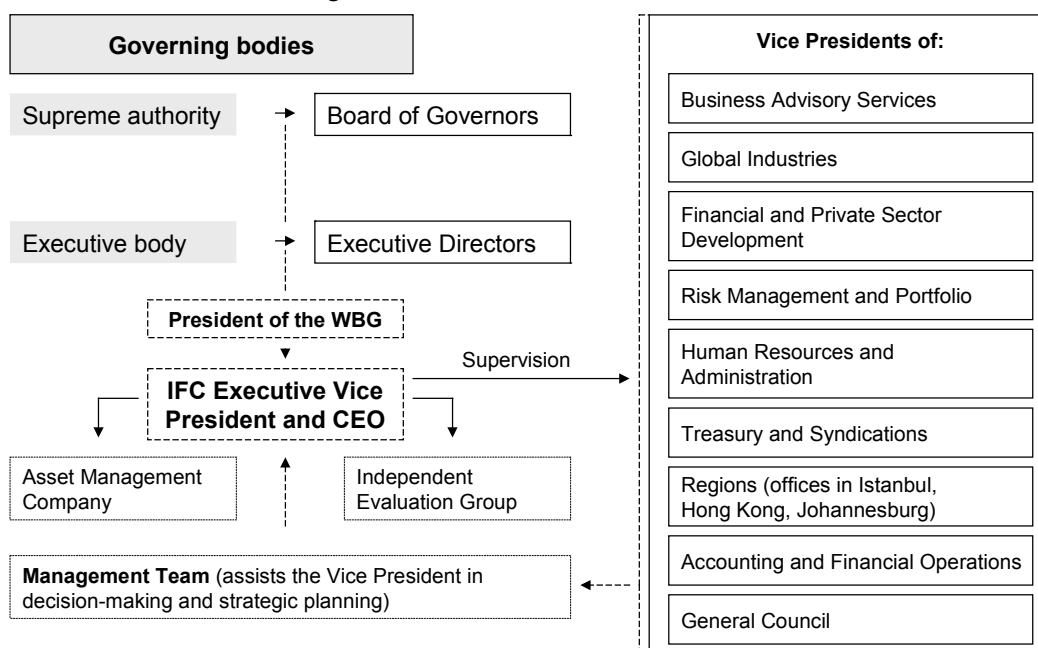 Governing bodies
Supreme authority
Board of Governors
Executive body
Executive Directors
President of the WBG
IFC Executive Vice
President and CEO
Supervision
Asset Management
Company
Independent
Evaluation Group
Management Team (assists the Vice President in
decision-making and strategic planning)
Vice Presidents of:
Business Advisory Services
Global Industries
Financial and Private Sector
Development
Risk Management and Portfolio
Human Resources and
Administration
Treasury and Syndications
Regions (offices in Istanbul,
Hong Kong, Johannesburg)
Accounting and Financial Operations
General Council